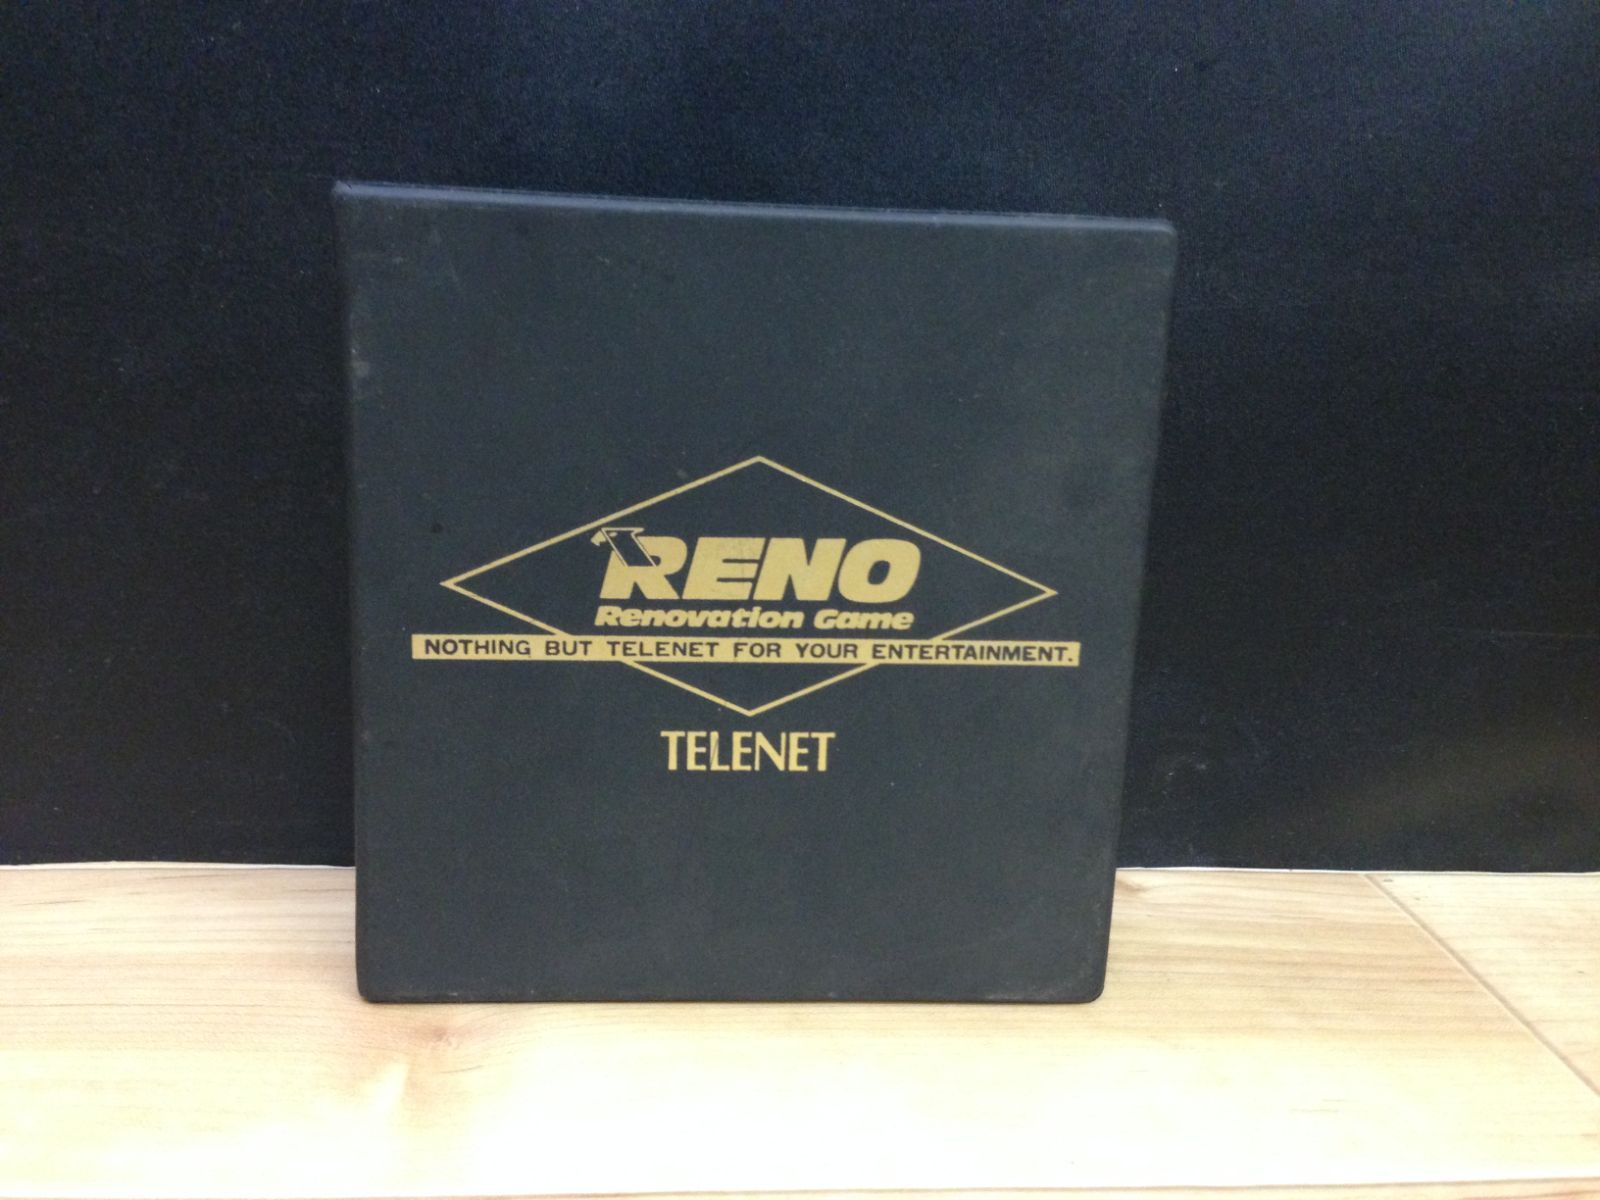 RENO
Renovation Game
NOTHING BUT TELENET FOR YOUR ENTERTAINMENT.
TELENET